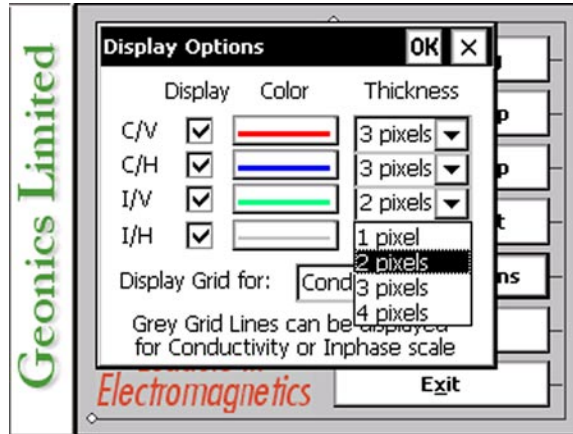 Geonics Limited
Display Options OK
Display Color Thickness
C/V 3 pixels
C/H 3 pixels
I/V 2 pixels
I/H
1 pixel
2 pixels
3 pixels
4 pixels
Display Grid for:
Grey Grid Lines can be displayed
for Conductivity or Inphase scale
p
p
t
ns
Electromagnetics
Exit